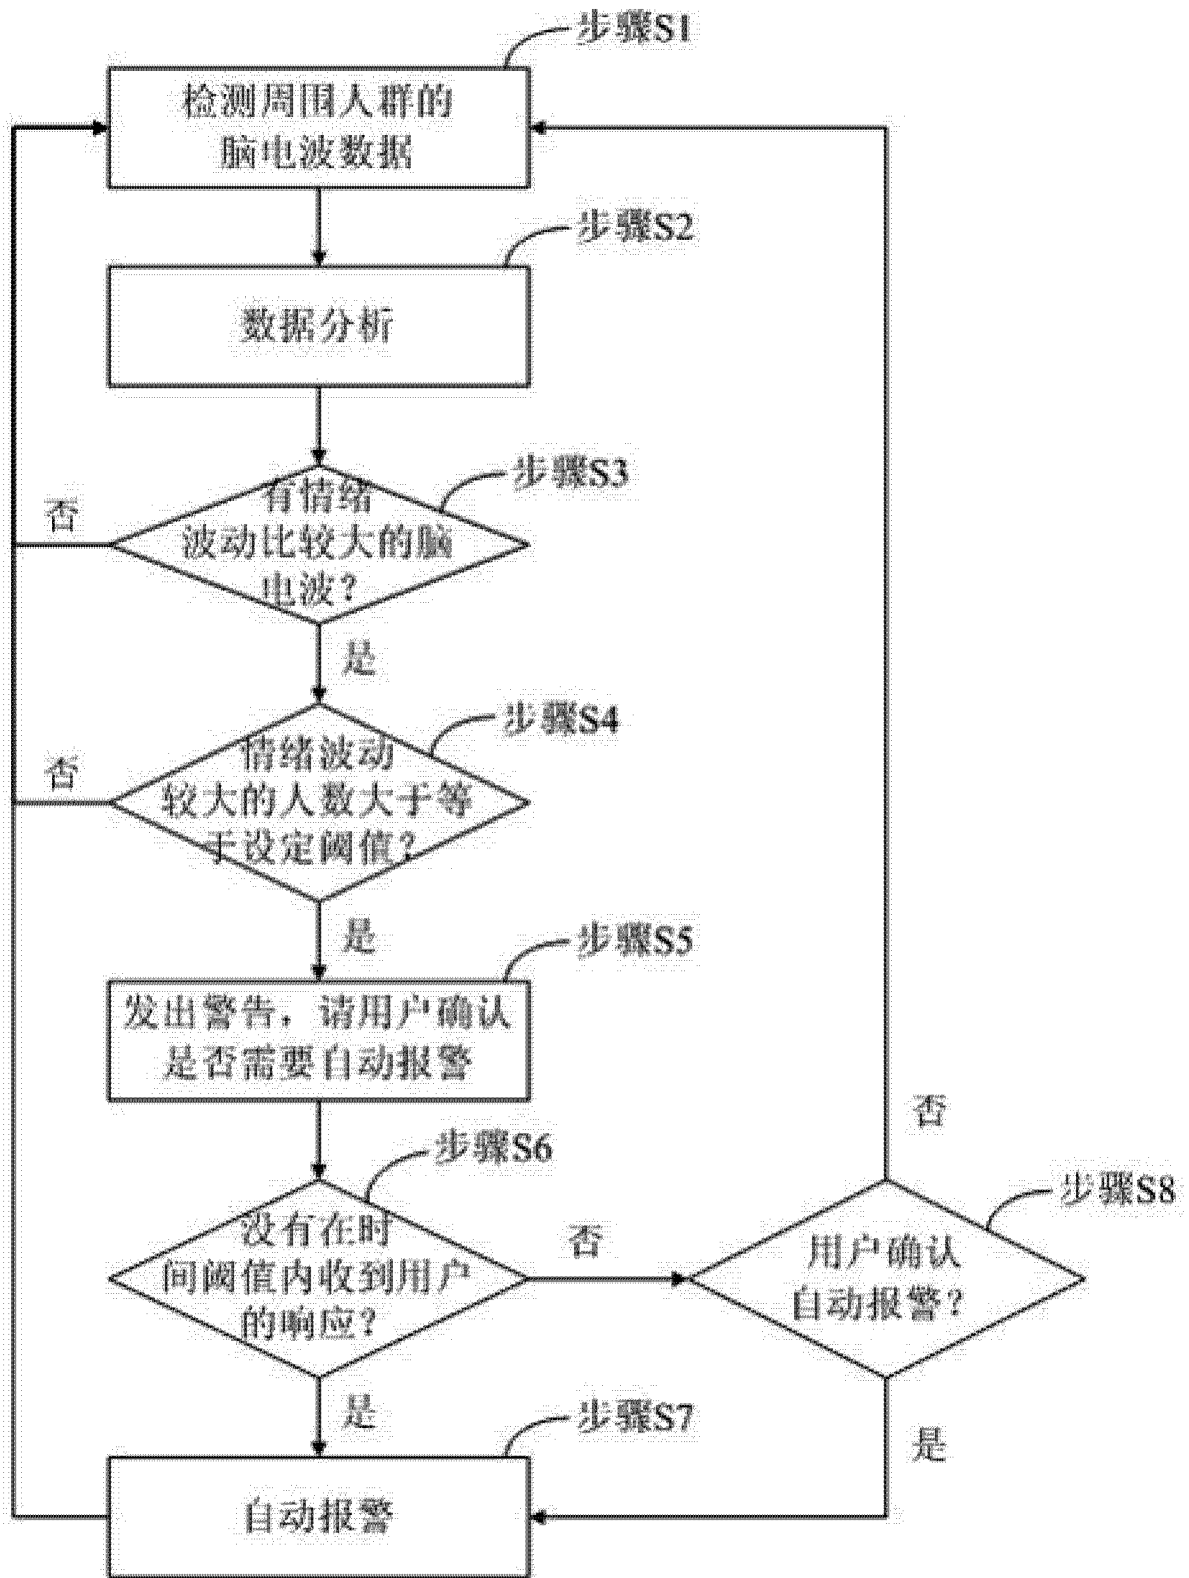 步骤S1
检测周围人群的
脑电波数据
步骤S2
数据分析
步骤S3
有情绪
波动比较大的脑
电波？
否
是
步骤S4
情绪波动
较大的人数大于等
于设定阈值？
否
是
步骤S5
发出警告，请用户确认
是否需要自动报警
步骤S6
没有在时
间阈值内收到用户
的响应？
否
是
步骤S8
用户确认
自动报警？
否
是
步骤S7
自动报警